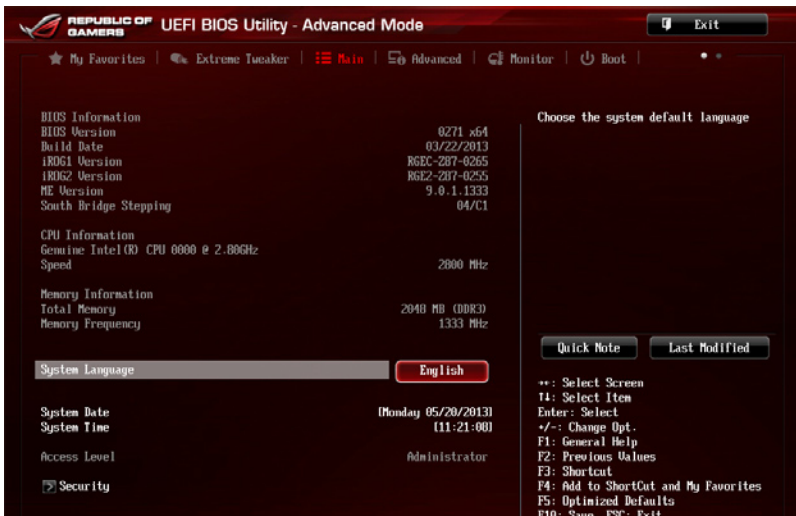 REPUBLIC OF GAMERS UEFI BIOS Utility - Advanced Mode Exit
My Favorites Extreme Tweaker Main Advanced Monitor Boot
BIOS Information
BIOS Version 0271 x64
Build Date 03/22/2013
iROG1 Version RGEC-Z87-0265
iROG2 Version RGE2-Z87-0255
ME Version 9.0.1.1333
South Bridge Stepping 04/C1
CPU Information
Genuine Intel(R) CPU 0000 @ 2.80GHz
Speed 2800 MHz
Memory Information
Total Memory 2048 MB (DDR3)
Memory Frequency 1333 MHz
System Language English
System Date [Monday 05/20/2013]
System Time [11:21:08]
Access Level Administrator
Security
Choose the system default language
Quick Note Last Modified
→←: Select Screen
↑↓: Select Item
Enter: Select
+/-: Change Opt.
F1: General Help
F2: Previous Values
F3: Shortcut
F4: Add to ShortCut and My Favorites
F5: Optimized Defaults
F10: Save ESC: Exit